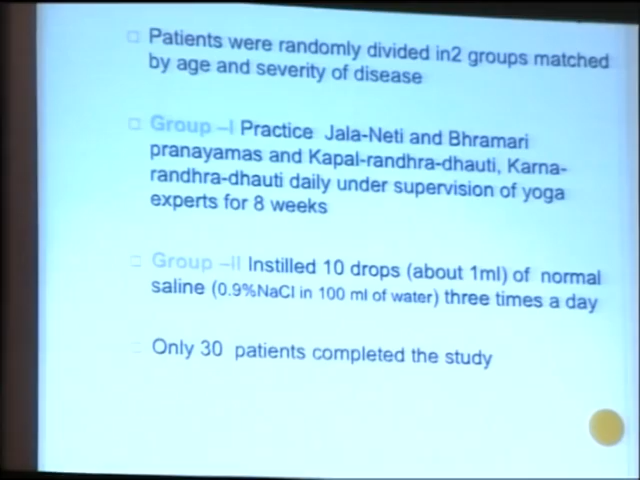 Patients were randomly divided in2 groups matched
by age and severity of disease
Group –I Practice Jala-Neti and Bhramari
pranayamas and Kapal-randhra-dhauti, Karna-
randhra-dhauti daily under supervision of yoga
experts for 8 weeks
Group –II Instilled 10 drops (about 1ml) of normal
saline (0.9%NaCl in 100 ml of water) three times a day
Only 30 patients completed the study